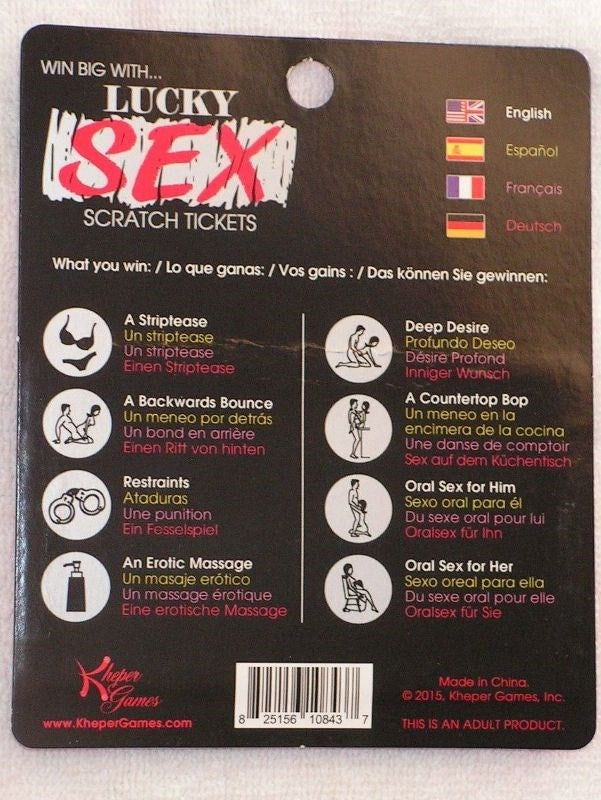 WIN BIG WITH...
LUCKY
SEX
SCRATCH TICKETS
English
Español
Français
Deutsch
What you win: / Lo que ganas: / Vos gains : / Das können Sie gewinnen:
A Striptease
Un striptease
Un striptease
Einen Striptease
A Backwards Bounce
Un meneo por detrás
Un bond en arrière
Einen Ritt von hinten
Restraints
Ataduras
Une punition
Ein Fesselspiel
An Erotic Massage
Un masaje erótico
Un massage érotique
Eine erotische Massage
Deep Desire
Profundo Deseo
Désire Profond
Inniger Wunsch
A Countertop Bop
Un meneo en la
encimera de la cocina
Une danse de comptoir
Sex auf dem Küchentisch
Oral Sex for Him
Sexo oral para él
Du sexe oral pour lui
Oralsex für Ihn
Oral Sex for Her
Sexo oreal para ella
Du sexe oral pour elle
Oralsex für Sie
Kheper
Games
www.KheperGames.com
8 25156 10843 7
Made in China.
© 2015, Kheper Games, Inc.
THIS IS AN ADULT PRODUCT.